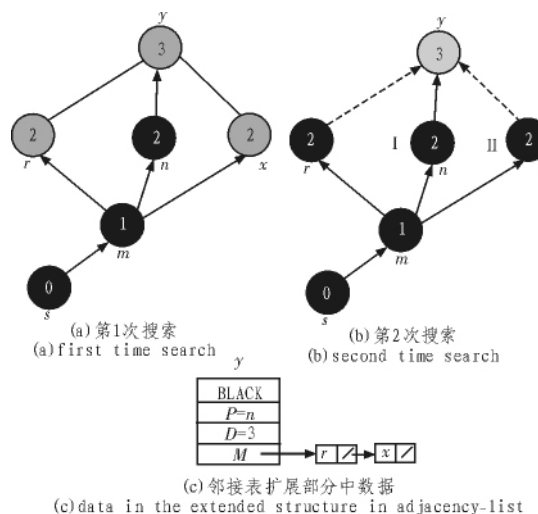 y
3
2
r
2
n
2
x
1
m
0
s
(a)第1次搜索
(a)first time search
y
3
2
r
I
2
n
II
2
1
m
0
s
(b)第2次搜索
(b)second time search
y
BLACK
P=n
D=3
M
r
x
(c)邻接表扩展部分中数据
(c)data in the extended structure in adjacency-list